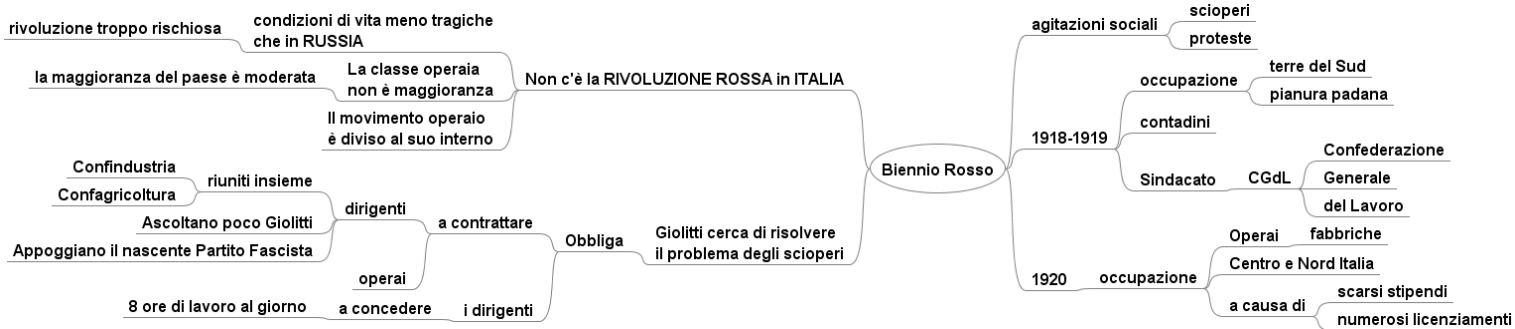 Biennio Rosso
agitazioni sociali
scioperi
proteste
1918-1919
occupazione
terre del Sud
pianura padana
contadini
Sindacato
CGdL
Confederazione
Generale
del Lavoro
1920
occupazione
Operai
fabbriche
Centro e Nord Italia
a causa di
scarsi stipendi
numerosi licenziamenti
Non c'è la RIVOLUZIONE ROSSA in ITALIA
condizioni di vita meno tragiche
che in RUSSIA
rivoluzione troppo rischiosa
La classe operaia
non è maggioranza
la maggioranza del paese è moderata
Il movimento operaio
è diviso al suo interno
Giolitti cerca di risolvere
il problema degli scioperi
Obbliga
a contrattare
dirigenti
riuniti insieme
Confindustria
Confagricoltura
Ascoltano poco Giolitti
Appoggiano il nascente Partito Fascista
operai
i dirigenti
a concedere
8 ore di lavoro al giorno